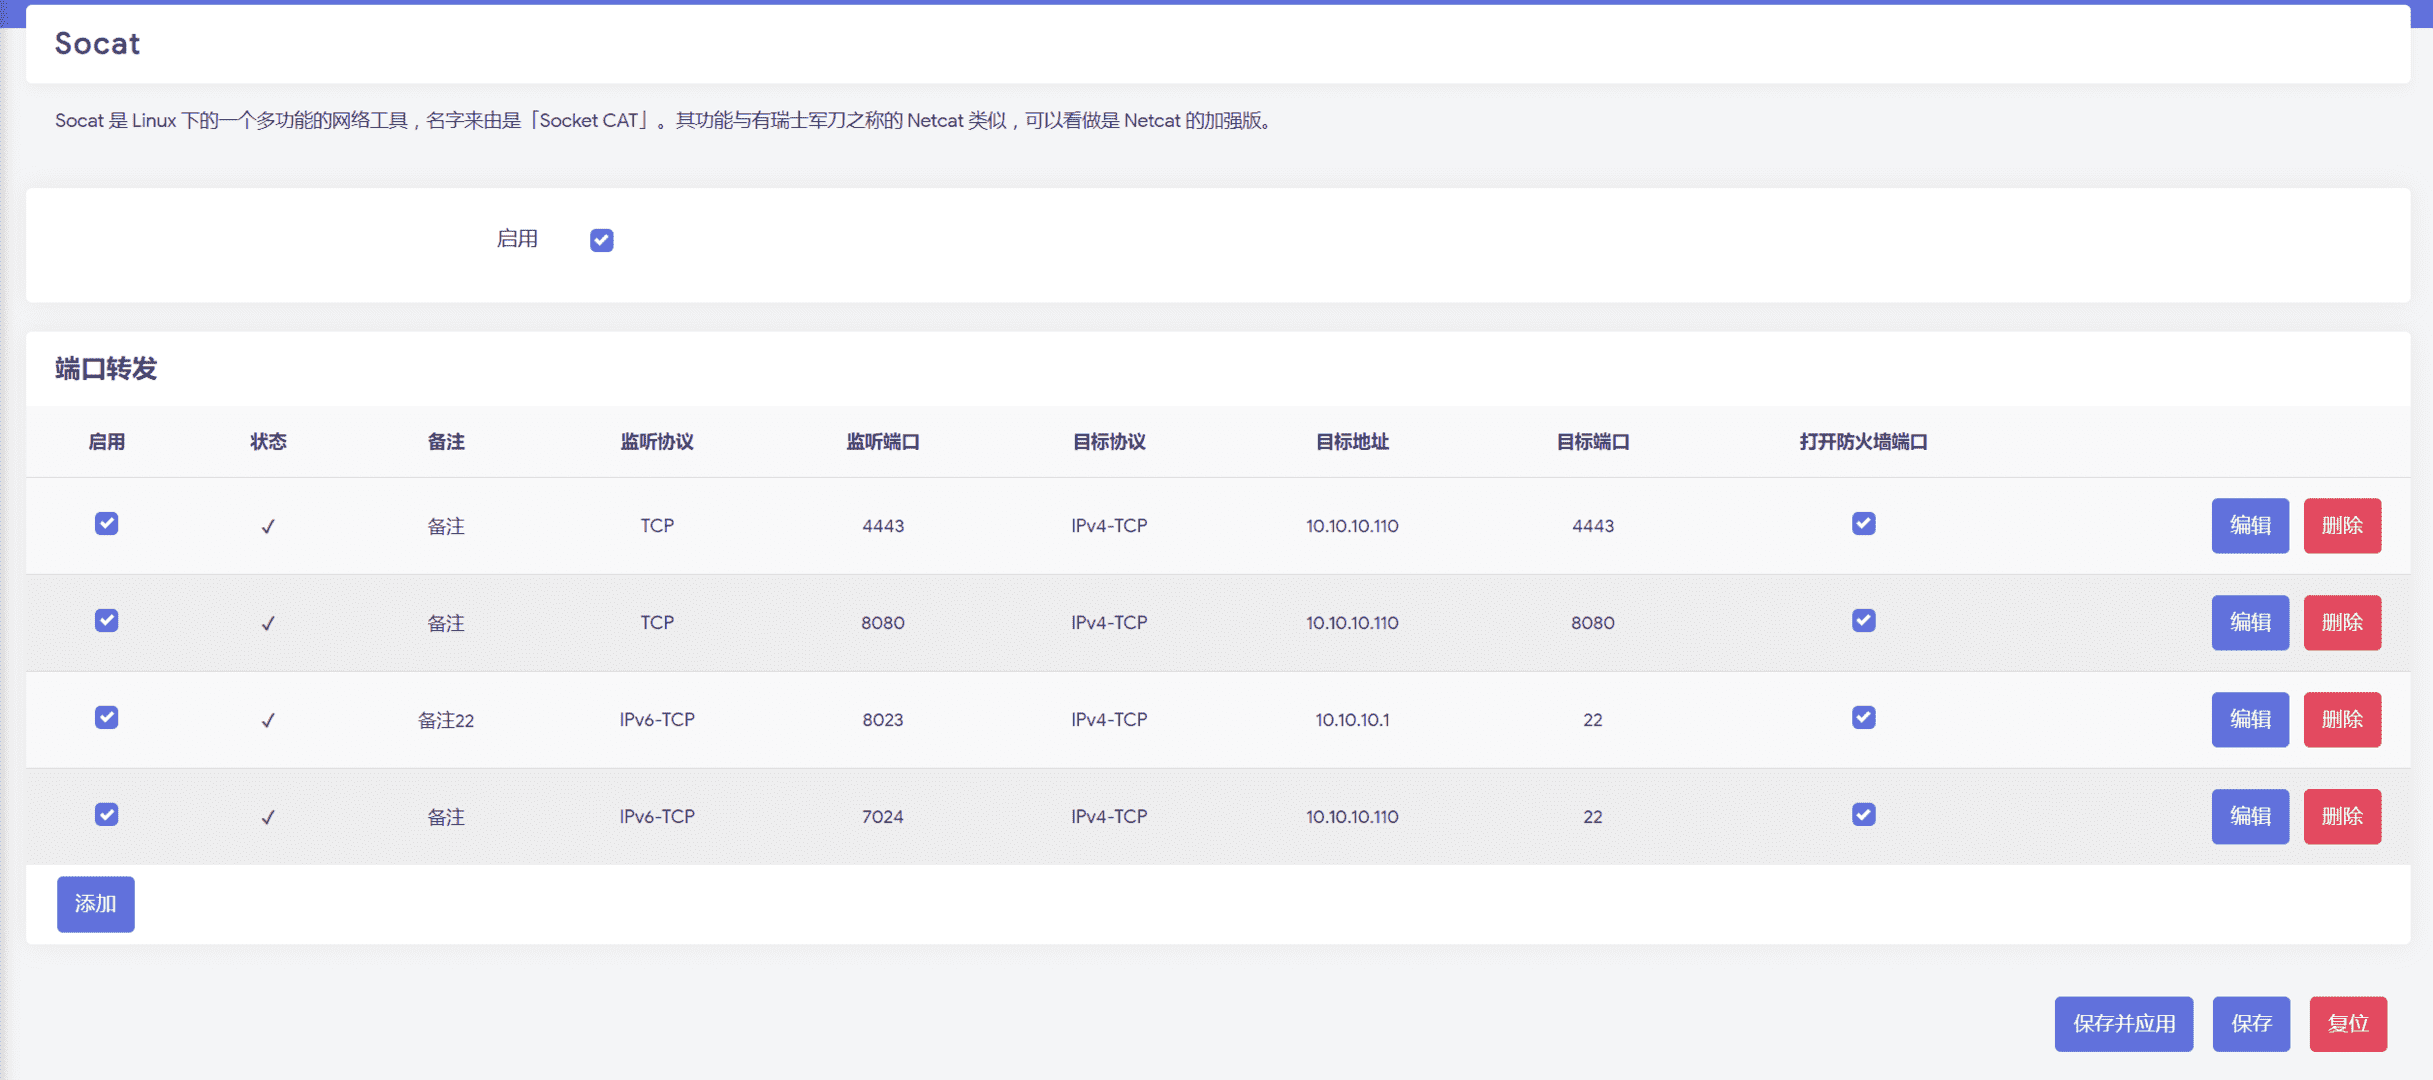 Socat
Socat 是 Linux 下的一个多功能的网络工具，名字来由是「Socket CAT」。其功能与有瑞士军刀之称的 Netcat 类似，可以看做是 Netcat 的加强版。
启用
端口转发
启用 状态 备注 监听协议 监听端口 目标协议 目标地址 目标端口 打开防火墙端口
✓ 备注 TCP 4443 IPv4-TCP 10.10.10.110 4443 编辑 删除
✓ 备注 TCP 8080 IPv4-TCP 10.10.10.110 8080 编辑 删除
✓ 备注22 IPv6-TCP 8023 IPv4-TCP 10.10.10.1 22 编辑 删除
✓ 备注 IPv6-TCP 7024 IPv4-TCP 10.10.10.110 22 编辑 删除
添加
保存并应用 保存 复位